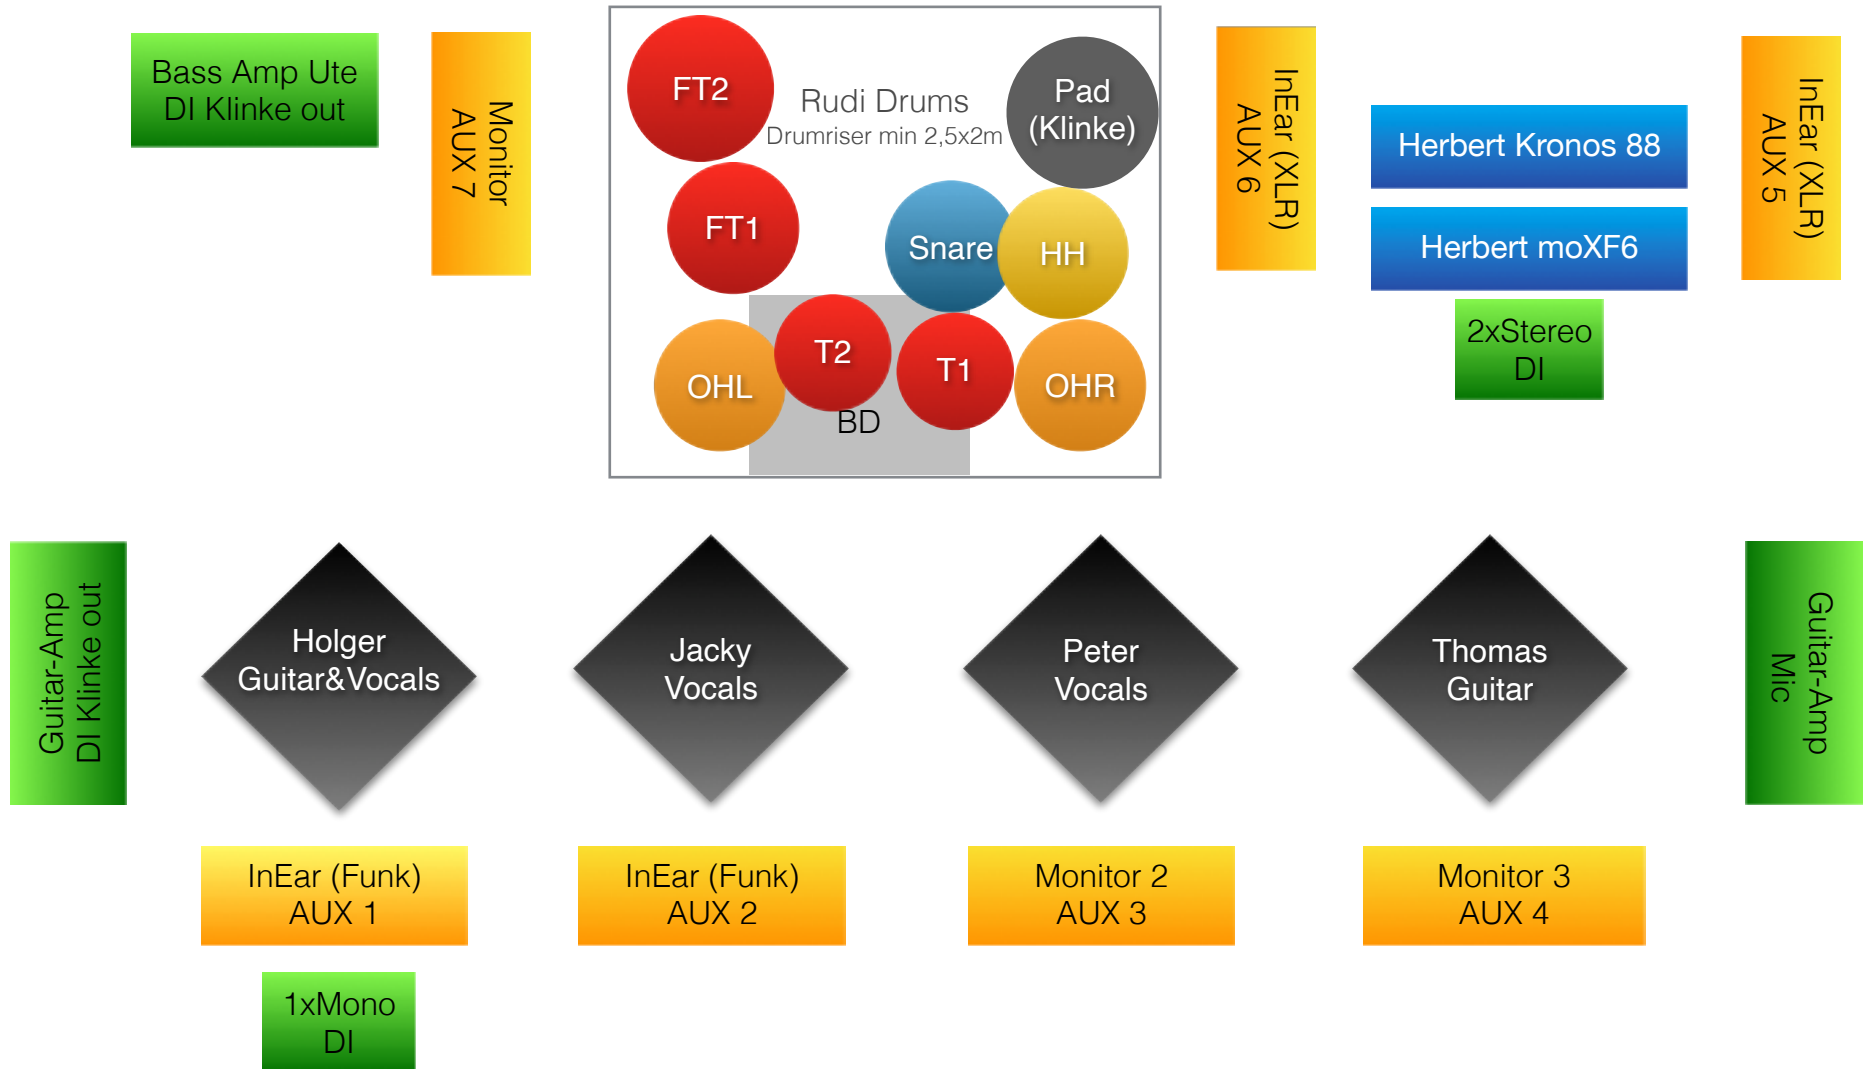 Bass Amp Ute
DI Klinke out
Monitor
AUX 7
FT2
Rudi Drums
Drumriser min 2,5x2m
Pad
(Klinke)
FT1
Snare
HH
OHL
T2
T1
OHR
BD
InEar (XLR)
AUX 6
Herbert Kronos 88
Herbert moXF6
2xStereo
DI
InEar (XLR)
AUX 5
Guitar-Amp
DI Klinke out
Holger
Guitar&Vocals
Jacky
Vocals
Peter
Vocals
Thomas
Guitar
Guitar-Amp
Mic
InEar (Funk)
AUX 1
InEar (Funk)
AUX 2
Monitor 2
AUX 3
Monitor 3
AUX 4
1xMono
DI